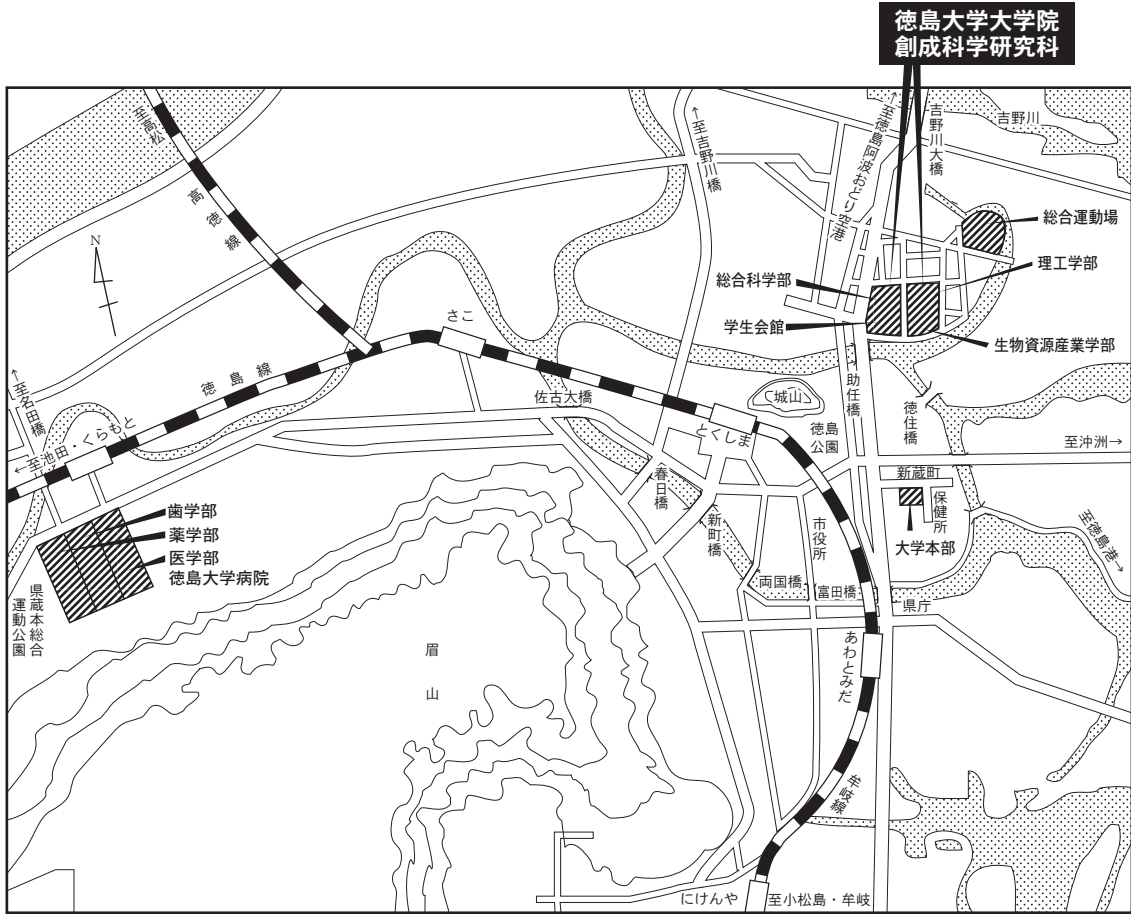 徳島大学大学院
創成科学研究科
至高松
高徳線
←至吉野川橋
←至徳島阿波おどり空港
吉野川大橋
吉野川
総合運動場
理工学部
総合科学部
学生会館
生物資源産業学部
N
さこ
徳島線
←至名田橋
←至池田・くらもと
佐古大橋
城山
とくしま
徳島
公園
助任橋
徳住橋
至沖洲→
新蔵町
保健所
大学本部
至徳島港→
春日橋
新町橋
市役所
両国橋
富田橋
県庁
歯学部
薬学部
医学部
徳島大学病院
県蔵本総合
運動公園
眉山
あわとみだ
牟岐線
にけんや
至小松島・牟岐